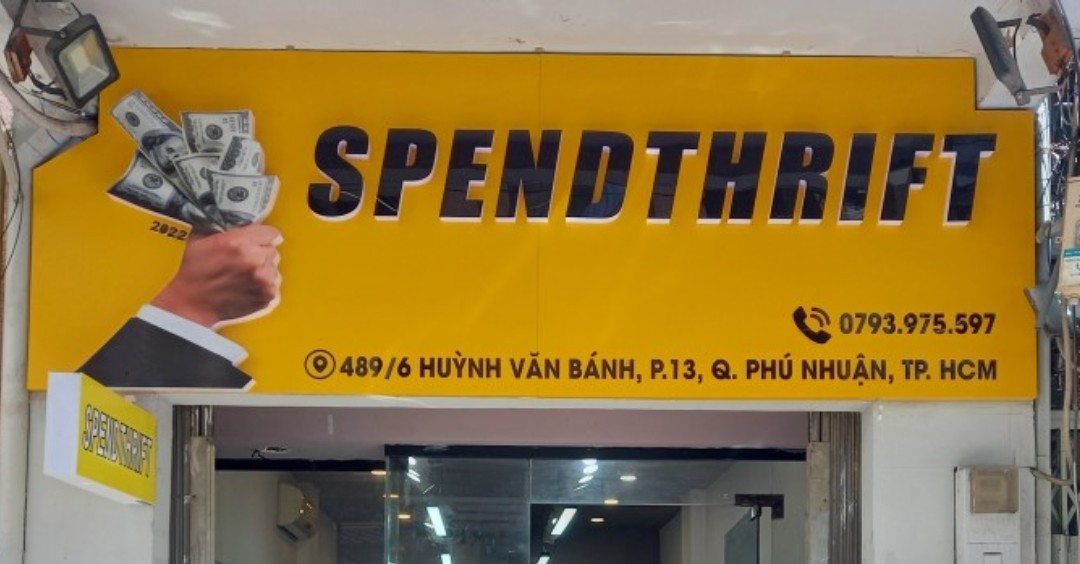 SPENDTHRIFT
2022
0793.975.597
489/6 HUỲNH VĂN BÁNH, P.13, Q. PHÚ NHUẬN, TP. HCM
SPENDTHRIFT